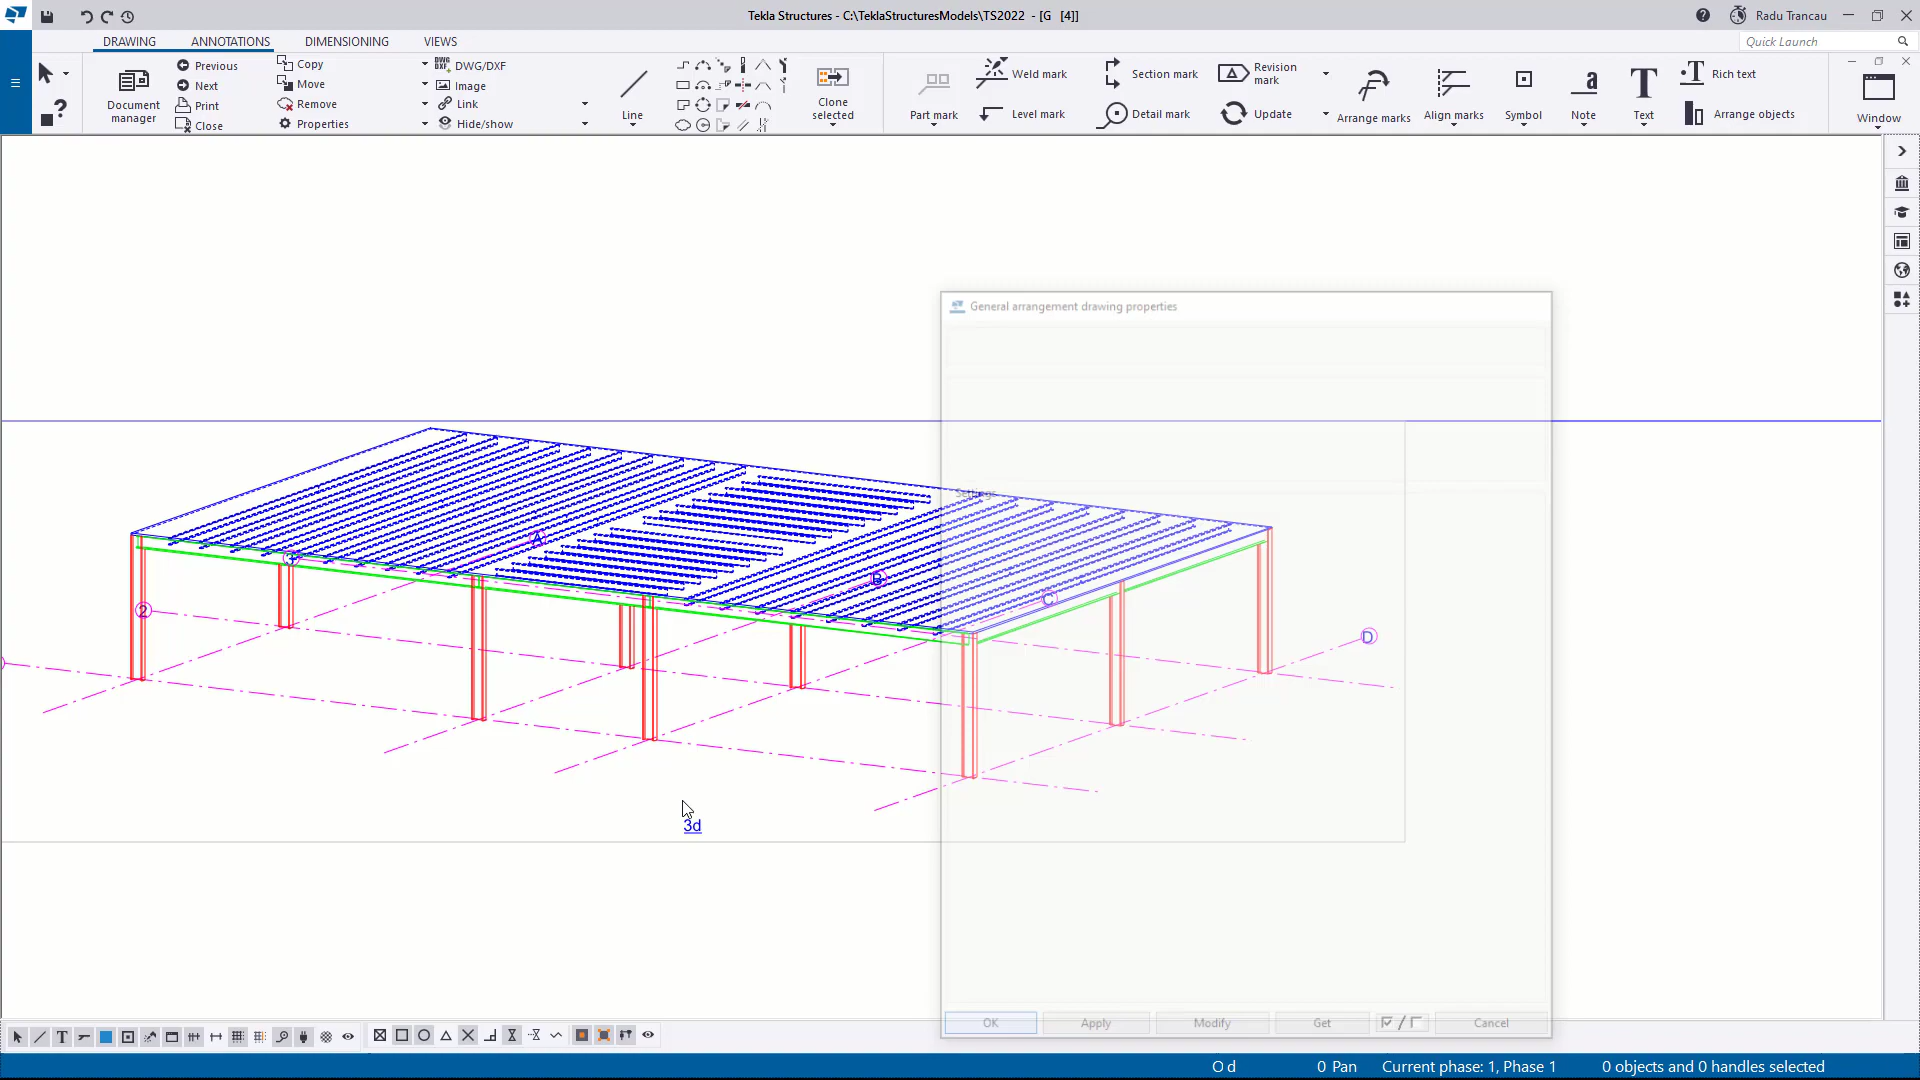 Tekla Structures - C:\TeklaStructuresModels\TS2022 - [G [4]]
Radu Trancau
DRAWING
ANNOTATIONS
DIMENSIONING
VIEWS
Quick Launch
Document manager
Previous
Next
Print
Close
Copy
Move
Remove
Properties
DWG/DXF
Image
Link
Hide/show
Line
Clone selected
Part mark
Weld mark
Level mark
Section mark
Detail mark
Revision mark
Update
Arrange marks
Align marks
Symbol
Note
Text
Rich text
Arrange objects
Window
General arrangement drawing properties
Settings
A
3
B
2
C
D
3d
OK
Apply
Modify
Get
Cancel
O d
0 Pan
Current phase: 1, Phase 1
0 objects and 0 handles selected